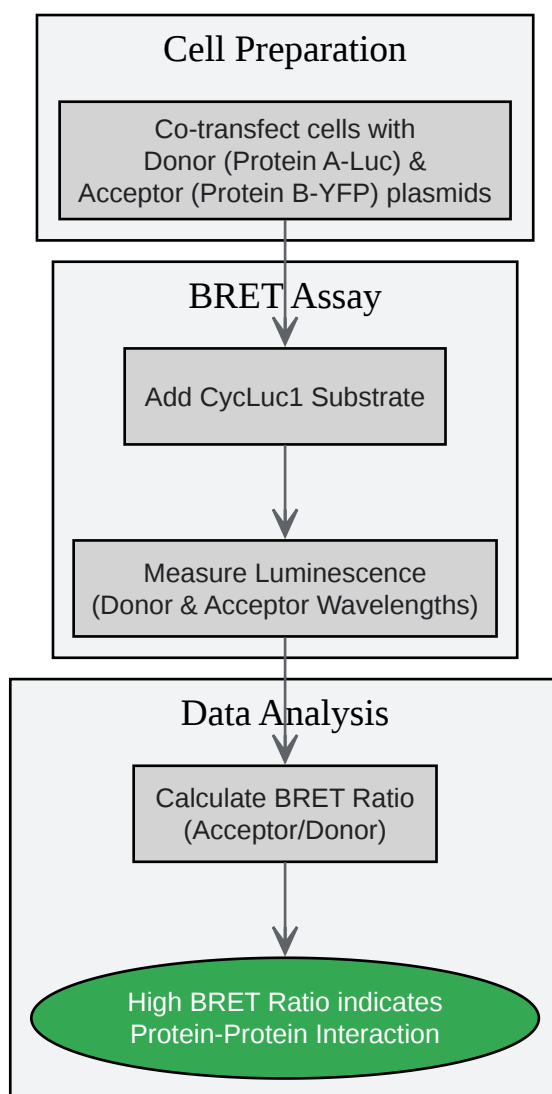 Cell Preparation
Co-transfect cells with
Donor (Protein A-Luc) &
Acceptor (Protein B-YFP) plasmids
BRET Assay
Add CycLuc1 Substrate
Measure Luminescence
(Donor & Acceptor Wavelengths)
Data Analysis
Calculate BRET Ratio
(Acceptor/Donor)
High BRET Ratio indicates
Protein-Protein Interaction